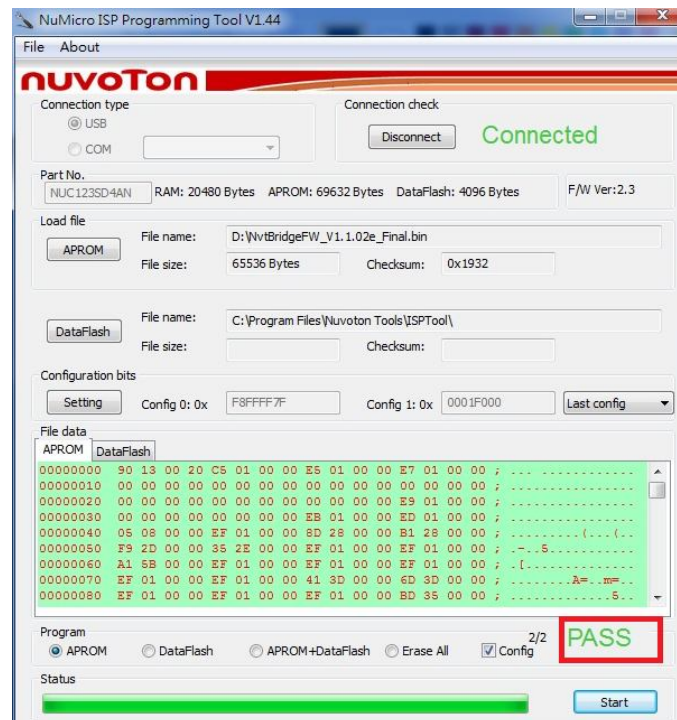 NuMicro ISP Programming Tool V1.44
File About
nuvoTon
Connection type
USB
COM
Connection check
Disconnect Connected
Part No.
NUC123SD4AN RAM: 20480 Bytes APROM: 69632 Bytes DataFlash: 4096 Bytes F/W Ver:2.3
Load file
APROM
File name: D:\NvtBridgeFW_V1.1.02e_Final.bin
File size: 65536 Bytes Checksum: 0x1932
DataFlash
File name: C:\Program Files\Nuvoton Tools\ISPTool\
File size: Checksum:
Configuration bits
Setting Config 0: 0x F8FFFF7F Config 1: 0x 0001F000 Last config
File data
APROM DataFlash
00000000 90 13 00 20 C5 01 00 00 E5 01 00 00 E7 01 00 00 ; ... ............
00000010 00 00 00 00 00 00 00 00 00 00 00 00 00 00 00 00 ; ................
00000020 00 00 00 00 00 00 00 00 00 00 00 00 E9 01 00 00 ; ................
00000030 00 00 00 00 00 00 00 00 EB 01 00 00 ED 01 00 00 ; ................
00000040 05 08 00 00 EF 01 00 00 8D 28 00 00 B1 28 00 00 ; .........(...(..
00000050 F9 2D 00 00 35 2E 00 00 EF 01 00 00 EF 01 00 00 ; .-..5...........
00000060 A1 5B 00 00 EF 01 00 00 EF 01 00 00 EF 01 00 00 ; .[..............
00000070 EF 01 00 00 EF 01 00 00 41 3D 00 00 6D 3D 00 00 ; ........A=..m=..
00000080 EF 01 00 00 EF 01 00 00 EF 01 00 00 BD 35 00 00 ; .............5..
Program
APROM DataFlash APROM+DataFlash Erase All Config 2/2 PASS
Status
Start